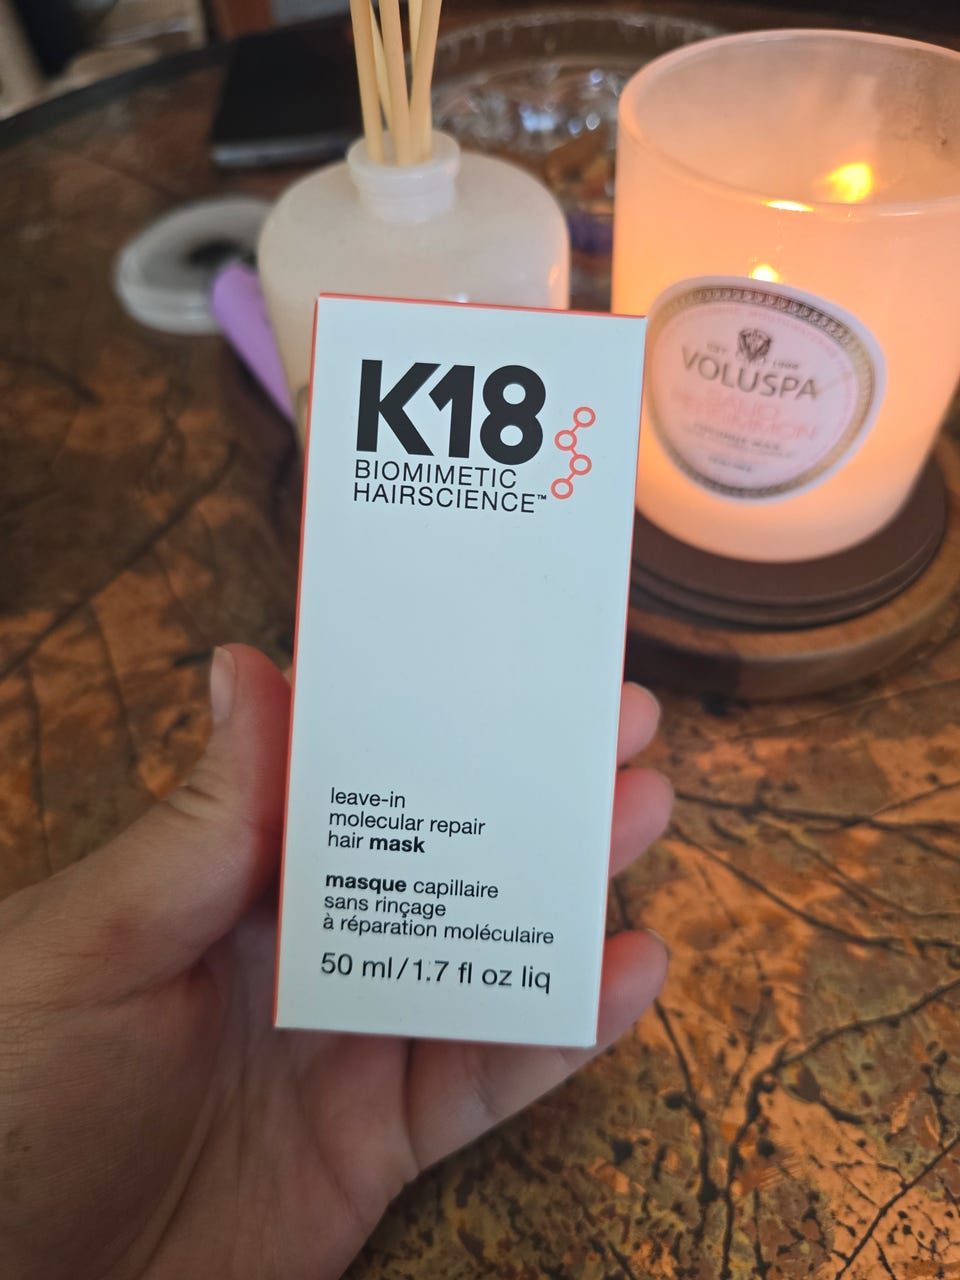 K18
BIOMIMETIC
HAIRSCIENCE™
leave-in
molecular repair
hair mask
masque capillaire
sans rinçage
à réparation moléculaire
50 ml/1.7 fl oz liq
VOLUSPA